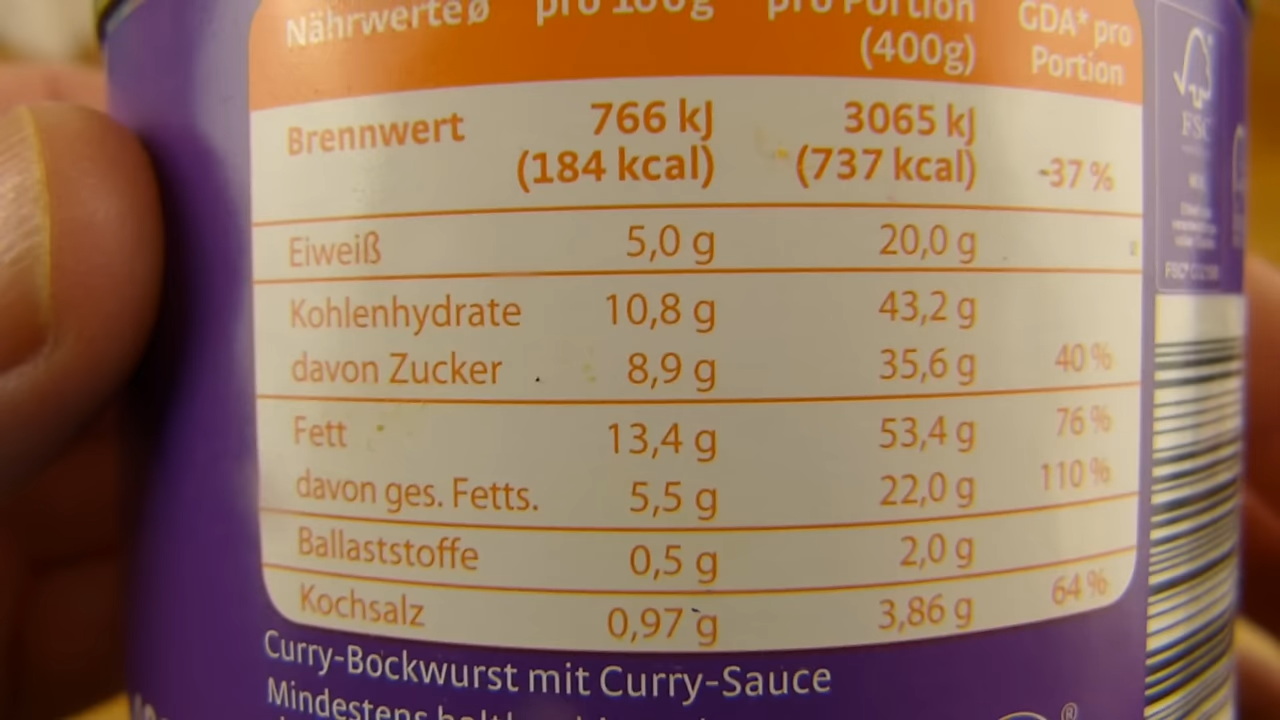 Nährwerte ø pro 100g pro Portion (400g) GDA* pro Portion
Brennwert 766 kJ (184 kcal) 3065 kJ (737 kcal) -37 %
Eiweiß 5,0 g 20,0 g
Kohlenhydrate 10,8 g 43,2 g
davon Zucker 8,9 g 35,6 g 40 %
Fett 13,4 g 53,4 g 76 %
davon ges. Fetts. 5,5 g 22,0 g 110 %
Ballaststoffe 0,5 g 2,0 g
Kochsalz 0,97 g 3,86 g 64 %
Curry-Bockwurst mit Curry-Sauce
Mindestens
FSC
®